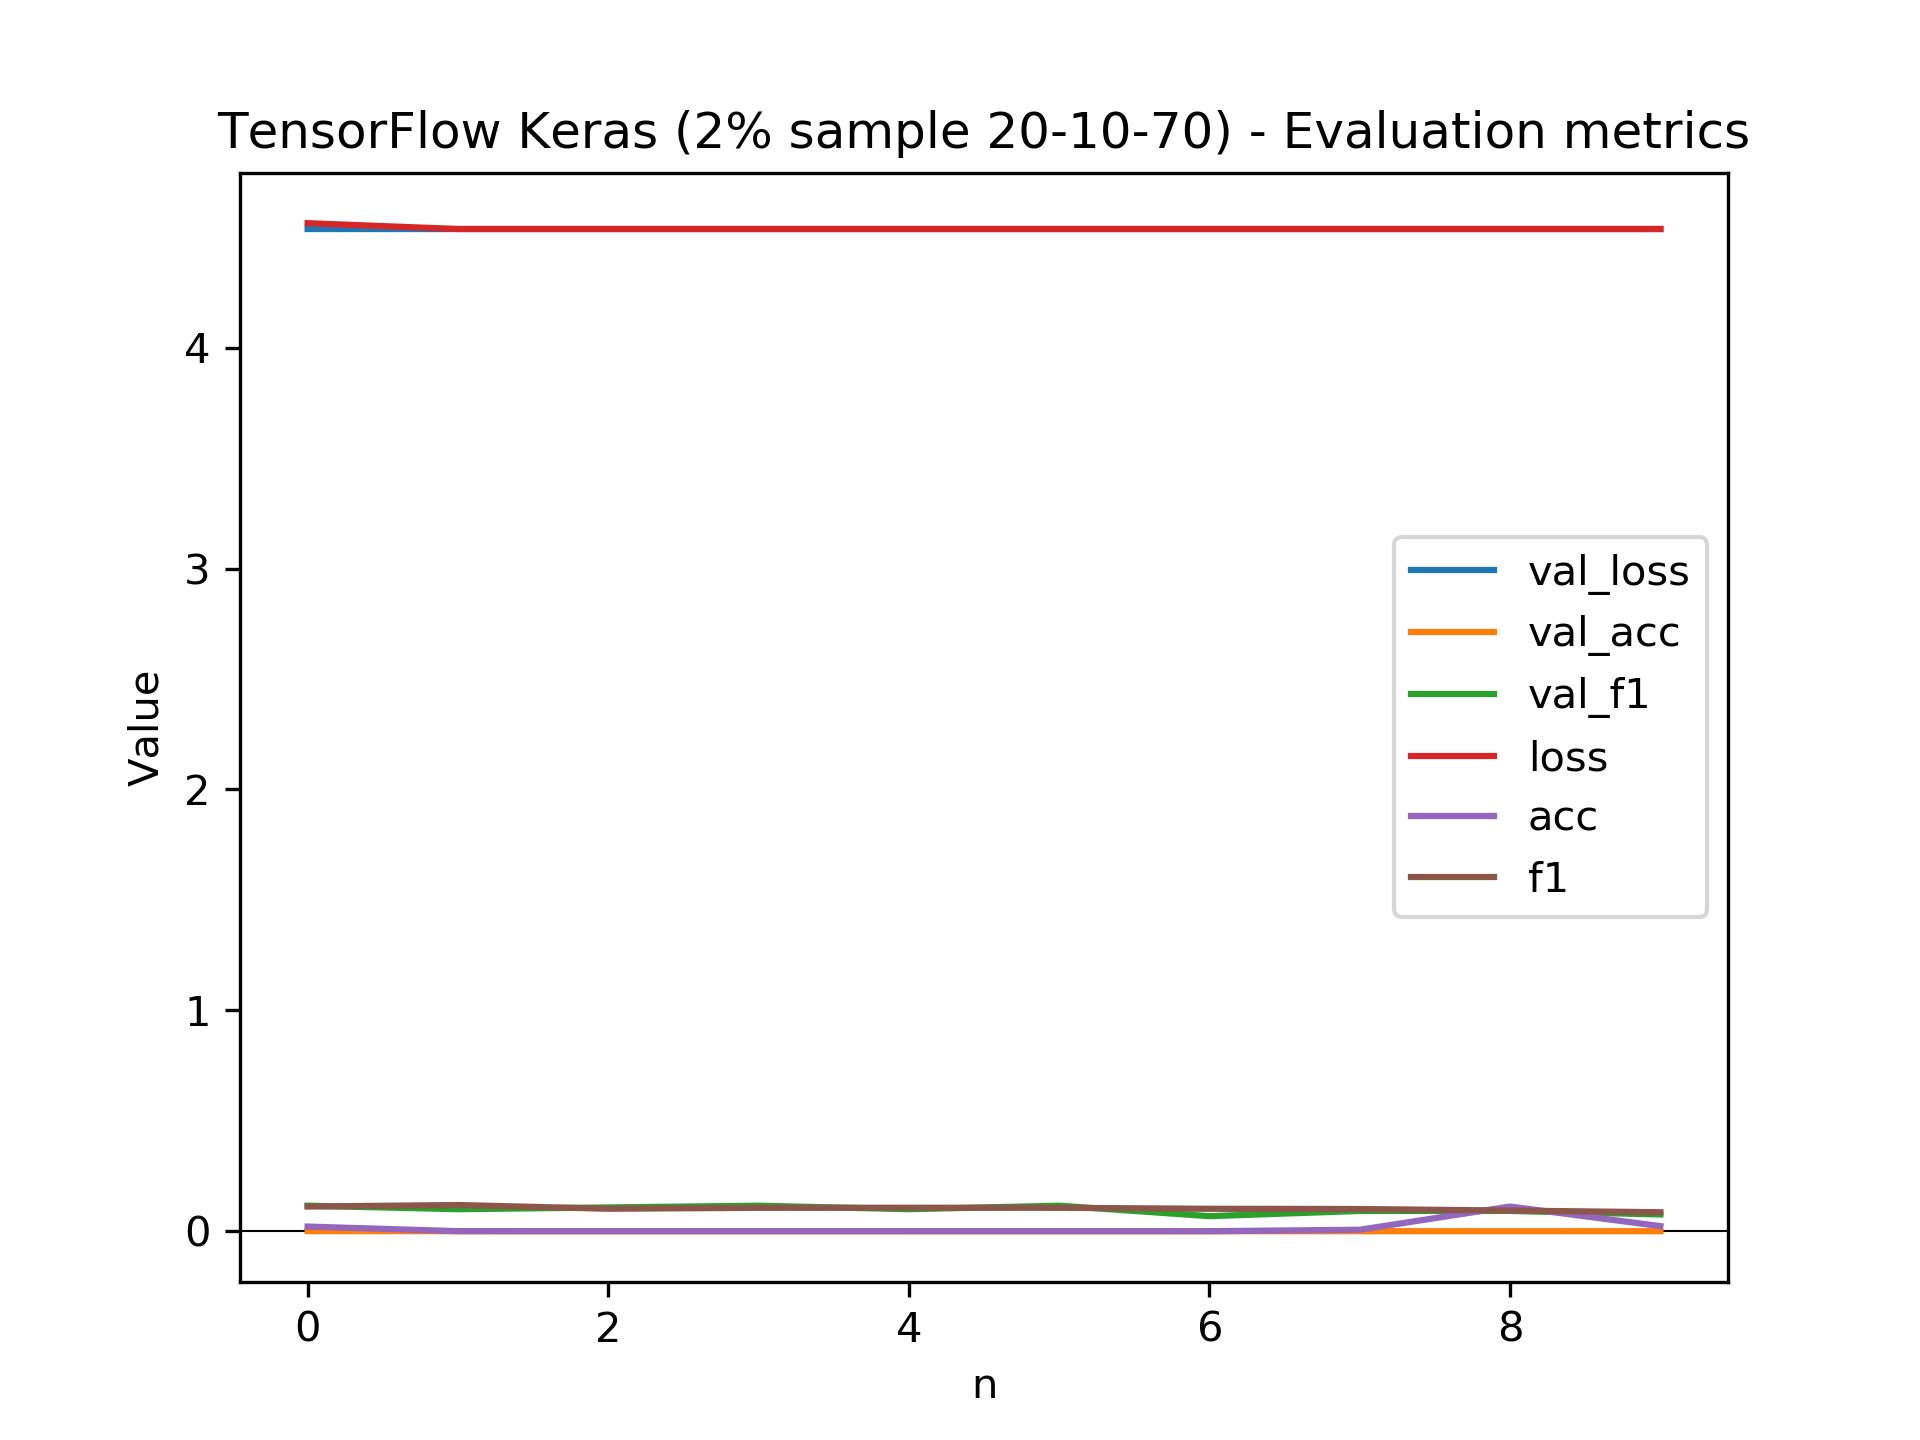 TensorFlow Keras (2% sample 20-10-70) - Evaluation metrics
Value
4
3
2
1
0
val_loss
val_acc
val_f1
loss
acc
f1
0 2 4 6 8
n